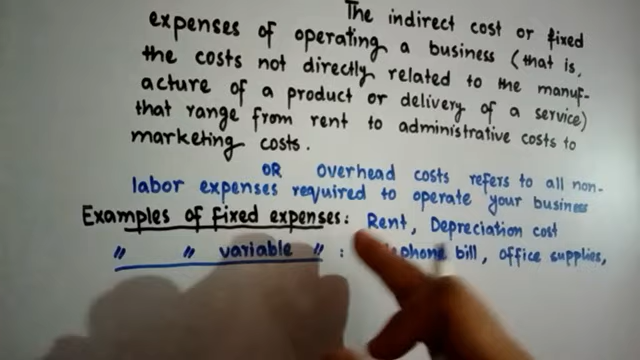 The indirect cost or fixed
expenses of operating a business (that is,
the costs not directly related to the manuf-
acture of a product or delivery of a service)
that range from rent to administrative costs to
marketing costs.
OR overhead costs refers to all non-
labor expenses required to operate your business
Examples of fixed expenses: Rent, Depreciation cost
" " variable " : bill, office supplies,